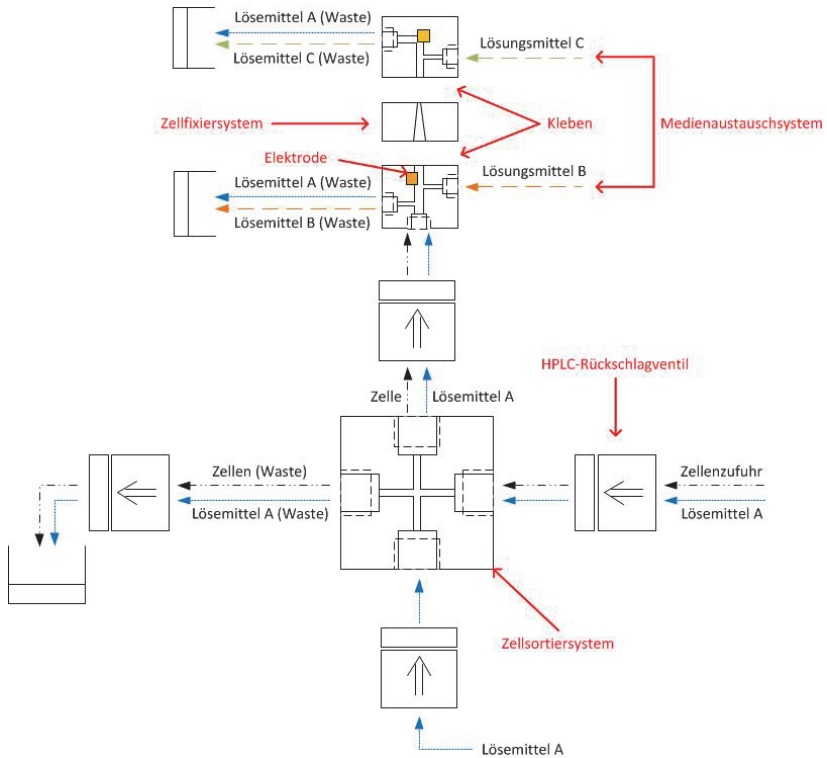 Lösemittel A (Waste)
Lösemittel C (Waste)
Lösungsmittel C
Zellfixiersystem
Kleben
Medienaustauschsystem
Elektrode
Lösemittel A (Waste)
Lösungsmittel B
Lösemittel B (Waste)
HPLC-Rückschlagventil
Zelle
Lösemittel A
Zellen (Waste)
Zellenzufuhr
Lösemittel A (Waste)
Lösemittel A
Zellsortiersystem
Lösemittel A